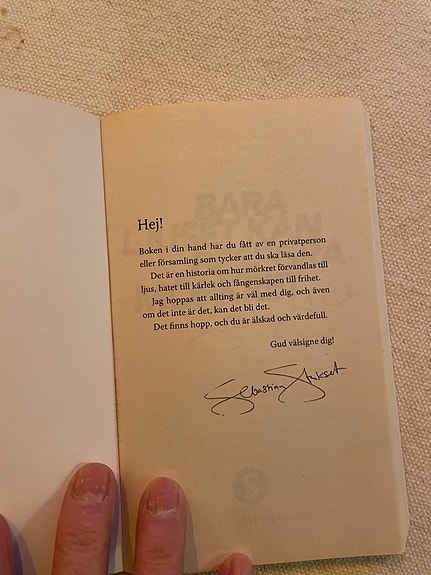 Hej!
Boken i din hand har du fått av en privatperson
eller församling som tycker att du ska läsa den.
Det är en historia om hur mörkret förvandlas till
ljus, hatet till kärlek och fångenskapen till frihet.
Jag hoppas att allting är väl med dig, och även
om det inte är det, kan det bli det.
Det finns hopp, och du är älskad och värdefull.
Gud välsigne dig!
Sebastian Stakset